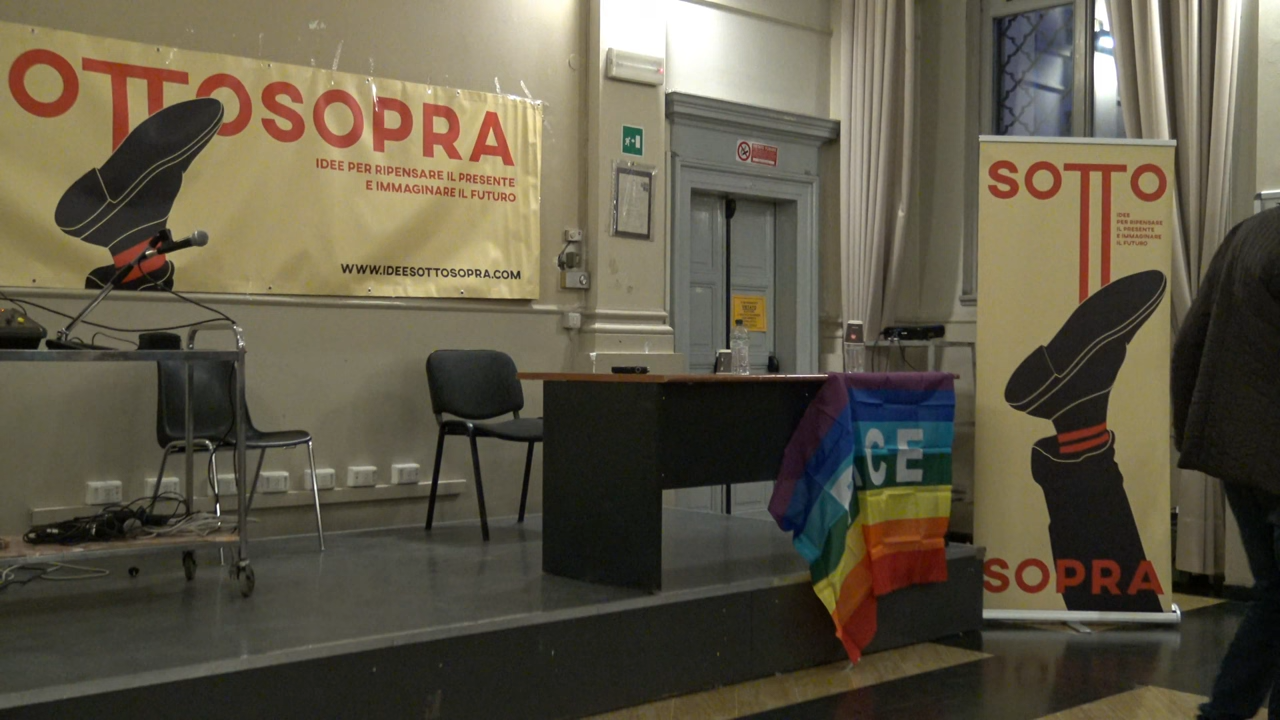 OTTOSOPRA
IDEE PER RIPENSARE IL PRESENTE
E IMMAGINARE IL FUTURO
WWW.IDEESOTTOSOPRA.COM
SOTTO
IDEE
PER RIPENSARE
IL PRESENTE
E IMMAGINARE
IL FUTURO
SOPRA
ACE